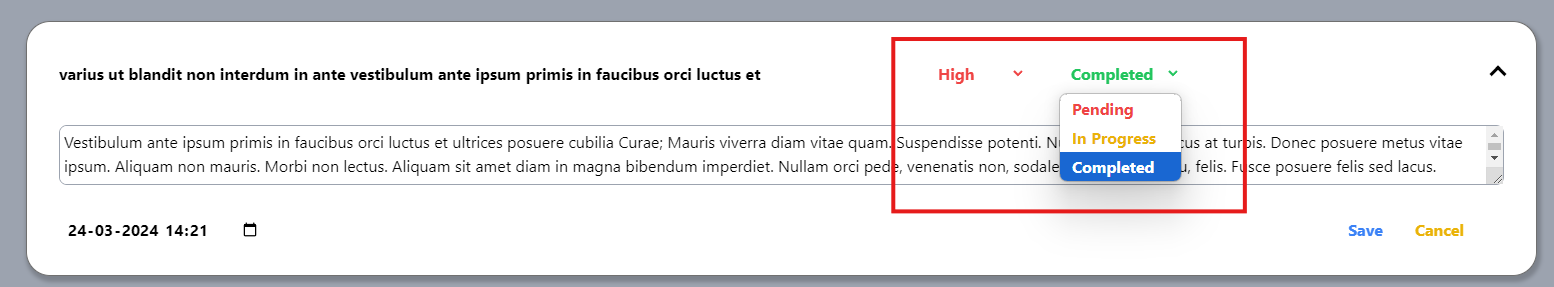 varius ut blandit non interdum in ante vestibulum ante ipsum primis in faucibus orci luctus et
High
Completed
Pending
In Progress
Completed
Vestibulum ante ipsum primis in faucibus orci luctus et ultrices posuere cubilia Curae; Mauris viverra diam vitae quam. Suspendisse potenti. cus at turpis. Donec posuere metus vitae
ipsum. Aliquam non mauris. Morbi non lectus. Aliquam sit amet diam in magna bibendum imperdiet. Nullam orci pede, venenatis non, sodale u, felis. Fusce posuere felis sed lacus.
24-03-2024 14:21
Save
Cancel